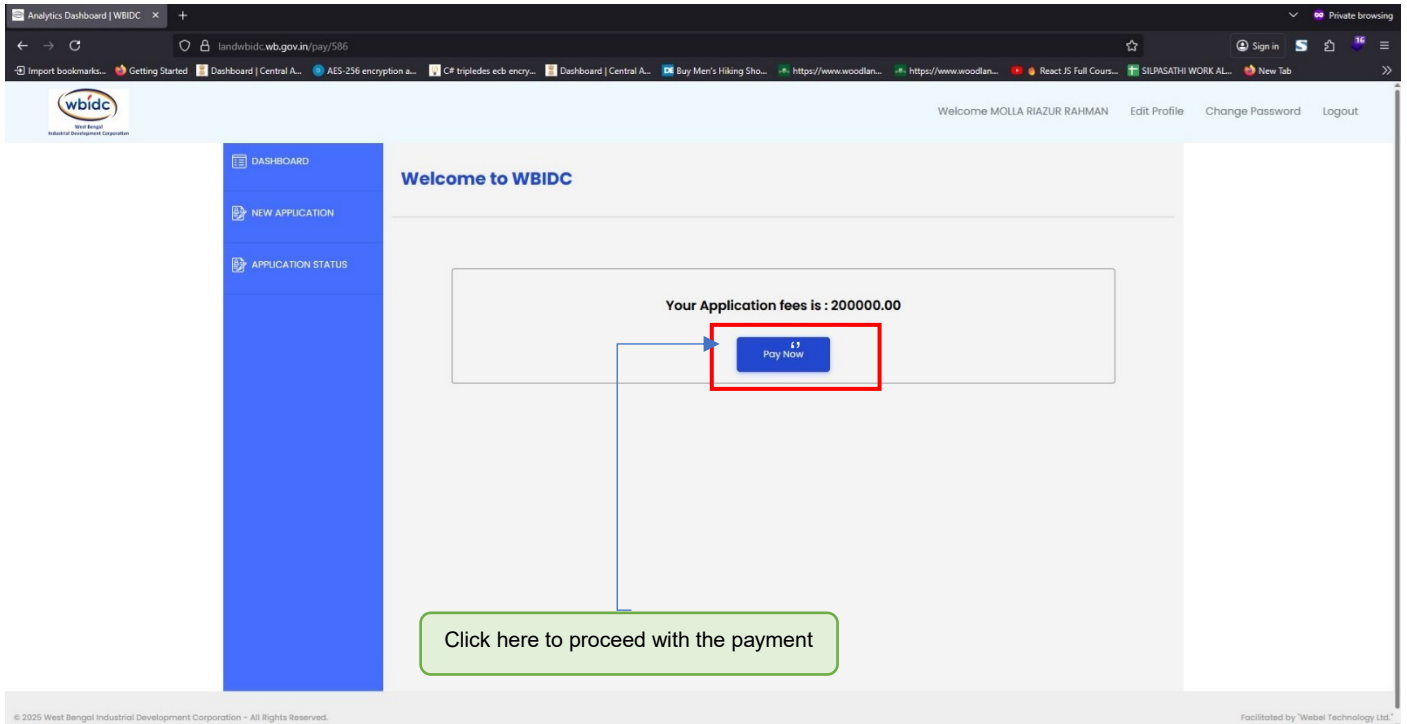 Analytics Dashboard | WBIDC
Private browsing
landwbidc.wb.gov.in/pay/586
Sign in
16
Import bookmarks... Getting Started Dashboard | Central A... AES-256 encryption a... C# tripledes ecb encry... Dashboard | Central A... Buy Men's Hiking Sho... https://www.woodlan... https://www.woodlan... React JS Full Cours... SILPASATHI WORK AL... New Tab
wbidc
West Bengal
Industrial Development Corporation
Welcome MOLLA RIAZUR RAHMAN Edit Profile Change Password Logout
DASHBOARD
NEW APPLICATION
APPLICATION STATUS
Welcome to WBIDC
Your Application fees is : 200000.00
Pay Now
Click here to proceed with the payment
© 2025 West Bengal Industrial Development Corporation - All Rights Reserved.
Facilitated by "Webel Technology Ltd."